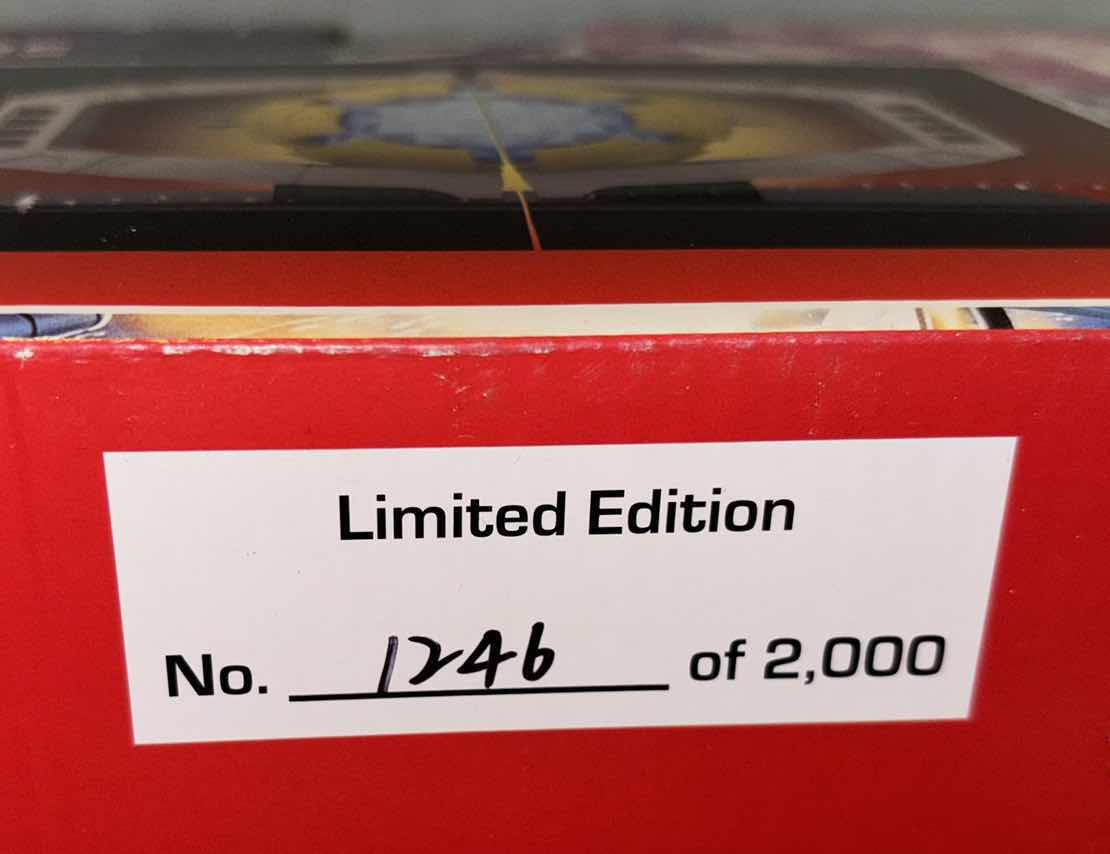 Limited Edition
No. 1246 of 2,000